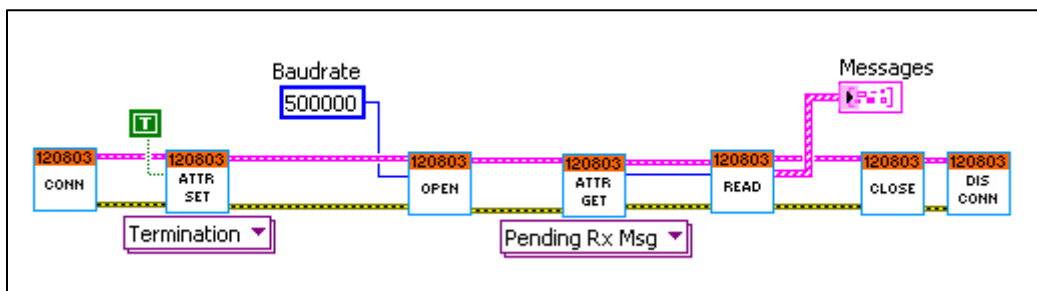 Baudrate
500000
Messages
T
120803
CONN
120803
ATTR
SET
120803
OPEN
120803
ATTR
GET
120803
READ
120803
CLOSE
120803
DIS
CONN
Termination
Pending Rx Msg